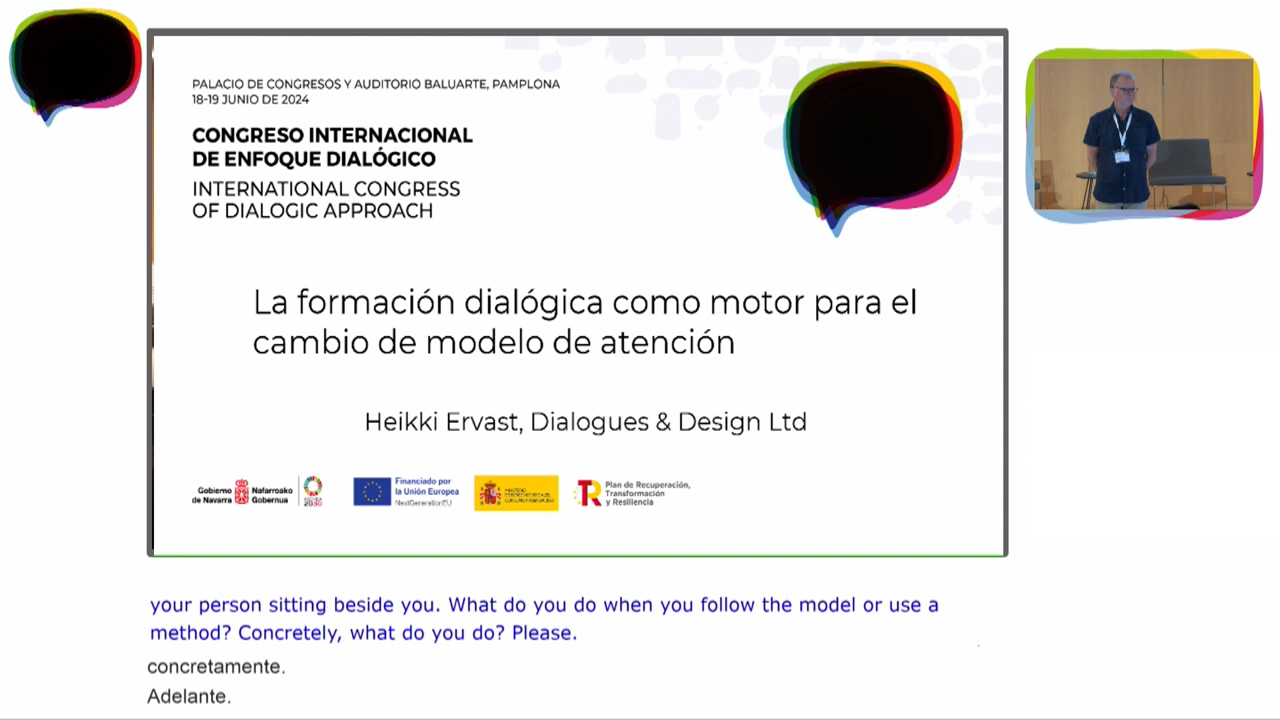 PALACIO DE CONGRESOS Y AUDITORIO BALUARTE, PAMPLONA
18-19 JUNIO DE 2024
CONGRESO INTERNACIONAL
DE ENFOQUE DIALÓGICO
INTERNATIONAL CONGRESS
OF DIALOGIC APPROACH
La formación dialógica como motor para el
cambio de modelo de atención
Heikki Ervast, Dialogues & Design Ltd
Gobierno
de Navarra
Nafarroako
Gobernua
2030
Financiado por
la Unión Europea
NextGenerationEU
Plan de Recuperación,
Transformación
y Resiliencia
your person sitting beside you. What do you do when you follow the model or use a
method? Concretely, what do you do? Please.
concretamente.
Adelante.